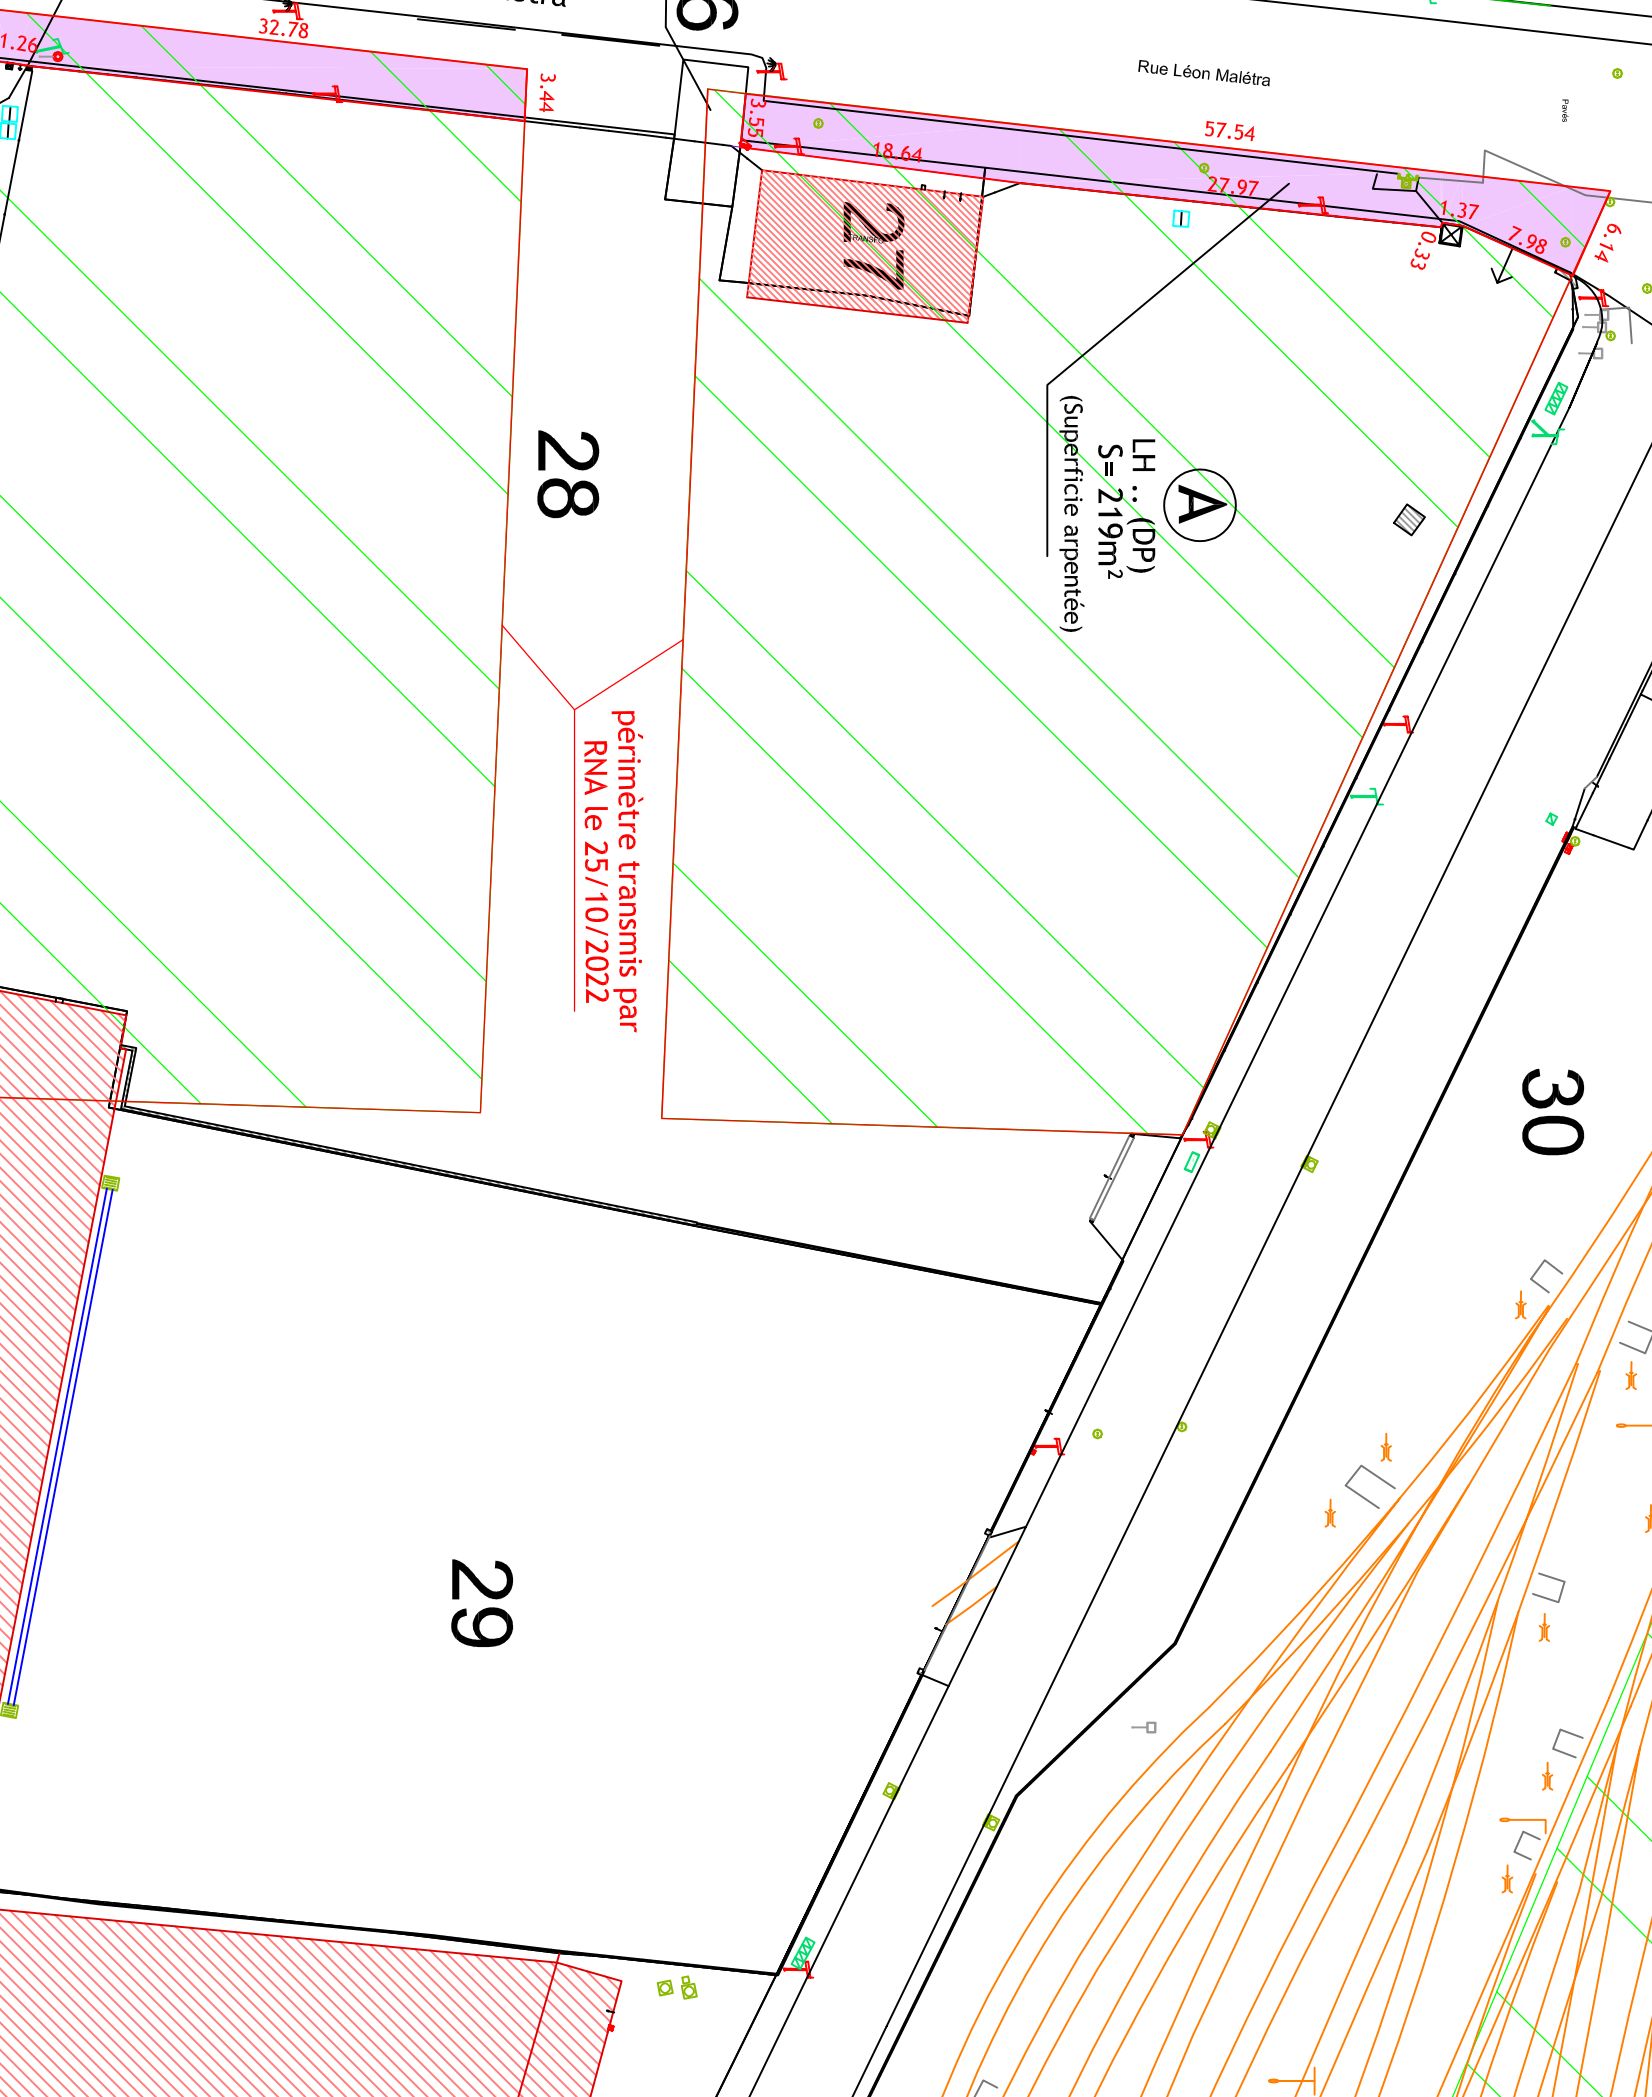 32.78
1.26
3.44
Rue Léon Malétra
Pavés
57.54
3.55
18.64
27.97
1.37
7.98
0.33
6.14
27
TRANSFO
28
A
LH .. (DP)
S= 219m²
(Superficie arpentée)
périmètre transmis par
RNA le 25/10/2022
30
29